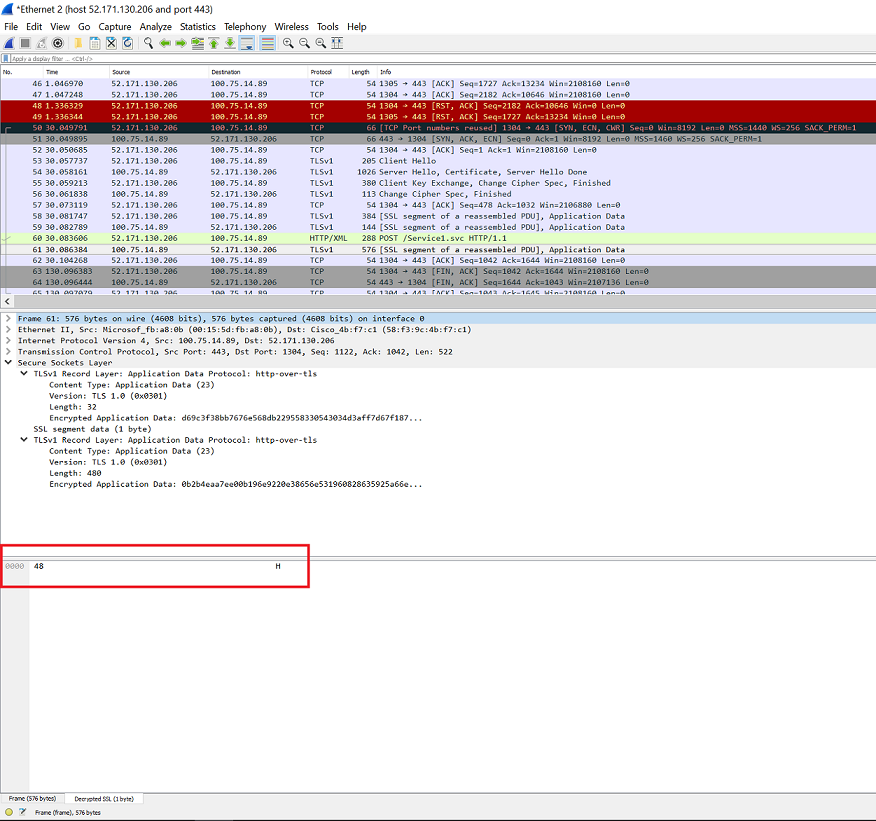 *Ethernet 2 (host 52.171.130.206 and port 443)
File Edit View Go Capture Analyze Statistics Telephony Wireless Tools Help
Apply a display filter ... <Ctrl-/>
No. Time Source Destination Protocol Length Info
46 1.046970 52.171.130.206 100.75.14.89 TCP 54 1305 → 443 [ACK] Seq=1727 Ack=13234 Win=2108160 Len=0
47 1.047248 52.171.130.206 100.75.14.89 TCP 54 1304 → 443 [ACK] Seq=2182 Ack=10646 Win=2108160 Len=0
48 1.336329 52.171.130.206 100.75.14.89 TCP 54 1304 → 443 [RST, ACK] Seq=2182 Ack=10646 Win=0 Len=0
49 1.336344 52.171.130.206 100.75.14.89 TCP 54 1305 → 443 [RST, ACK] Seq=1727 Ack=13234 Win=0 Len=0
50 30.049791 52.171.130.206 100.75.14.89 TCP 66 [TCP Port numbers reused] 1304 → 443 [SYN, ECN, CWR] Seq=0 Win=8192 Len=0 MSS=1440 WS=256 SACK_PERM=1
51 30.049895 100.75.14.89 52.171.130.206 TCP 66 443 → 1304 [SYN, ACK, ECN] Seq=0 Ack=1 Win=8192 Len=0 MSS=1460 WS=256 SACK_PERM=1
52 30.050685 52.171.130.206 100.75.14.89 TCP 54 1304 → 443 [ACK] Seq=1 Ack=1 Win=2108160 Len=0
53 30.057737 52.171.130.206 100.75.14.89 TLSv1 205 Client Hello
54 30.058161 100.75.14.89 52.171.130.206 TLSv1 1026 Server Hello, Certificate, Server Hello Done
55 30.059213 52.171.130.206 100.75.14.89 TLSv1 380 Client Key Exchange, Change Cipher Spec, Finished
56 30.061838 100.75.14.89 52.171.130.206 TLSv1 113 Change Cipher Spec, Finished
57 30.073119 52.171.130.206 100.75.14.89 TCP 54 1304 → 443 [ACK] Seq=478 Ack=1032 Win=2106880 Len=0
58 30.081747 52.171.130.206 100.75.14.89 TLSv1 384 [SSL segment of a reassembled PDU], Application Data
59 30.082789 52.171.130.206 100.75.14.89 TLSv1 144 [SSL segment of a reassembled PDU], Application Data
60 30.083606 52.171.130.206 100.75.14.89 HTTP/XML 288 POST /Service1.svc HTTP/1.1
61 30.086384 100.75.14.89 52.171.130.206 TLSv1 576 [SSL segment of a reassembled PDU], Application Data
62 30.104268 52.171.130.206 100.75.14.89 TCP 54 1304 → 443 [ACK] Seq=1042 Ack=1644 Win=2108160 Len=0
63 130.096383 52.171.130.206 100.75.14.89 TCP 54 1304 → 443 [FIN, ACK] Seq=1042 Ack=1644 Win=2108160 Len=0
64 130.096444 100.75.14.89 52.171.130.206 TCP 54 443 → 1304 [FIN, ACK] Seq=1644 Ack=1043 Win=2107136 Len=0
65 130.097079 52.171.130.206 100.75.14.89 TCP 54 1304 → 443 [ACK] Seq=1043 Ack=1645 Win=2108160 Len=0
Frame 61: 576 bytes on wire (4608 bits), 576 bytes captured (4608 bits) on interface 0
Ethernet II, Src: Microsof_fb:a8:0b (00:15:5d:fb:a8:0b), Dst: Cisco_4b:f7:c1 (58:f3:9c:4b:f7:c1)
Internet Protocol Version 4, Src: 100.75.14.89, Dst: 52.171.130.206
Transmission Control Protocol, Src Port: 443, Dst Port: 1304, Seq: 1122, Ack: 1042, Len: 522
Secure Sockets Layer
TLSv1 Record Layer: Application Data Protocol: http-over-tls
Content Type: Application Data (23)
Version: TLS 1.0 (0x0301)
Length: 32
Encrypted Application Data: d69c3f38bb7676e568db229558330543034d3aff7d67f187...
SSL segment data (1 byte)
TLSv1 Record Layer: Application Data Protocol: http-over-tls
Content Type: Application Data (23)
Version: TLS 1.0 (0x0301)
Length: 480
Encrypted Application Data: 0b2b4eaa7ee00b196e9220e38656e531960828635925a66e...
0000 48 H
Frame (576 bytes) Decrypted SSL (1 byte)
Frame (frame), 576 bytes